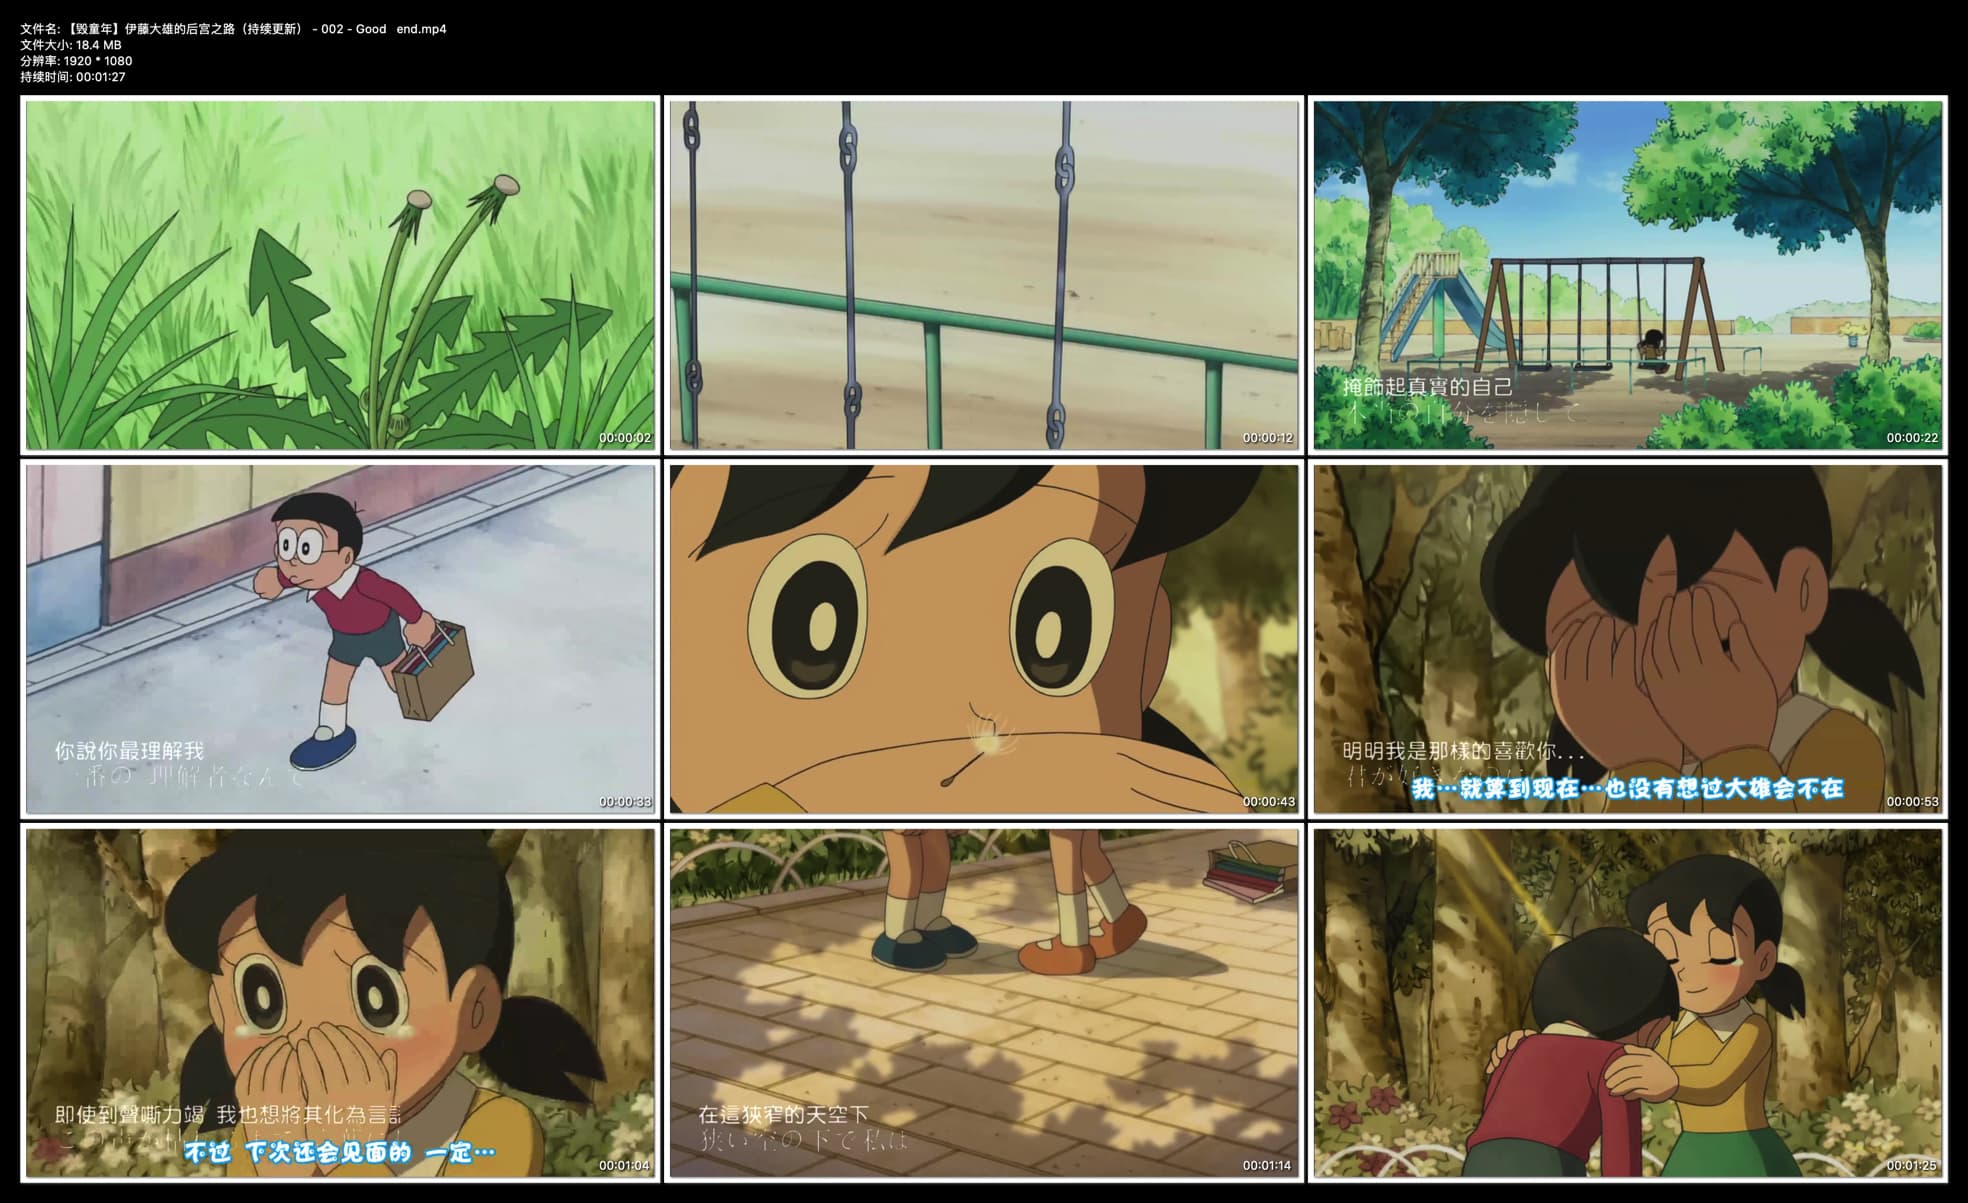 文件名: 【毁童年】伊藤大雄的后宫之路（持续更新） - 002 - Good   end.mp4
文件大小: 18.4 MB
分辨率: 1920 * 1080
持续时间: 00:01:27
00:00:02
00:00:12
掩飾起真實的自己
本当の自分を隠して
00:00:22
你說你最理解我
一番の理解者なんて
00:00:33
00:00:43
明明我是那樣的喜歡你...
君が
我…就算到现在…也没有想过大雄会不在
00:00:53
即使到聲嘶力竭 我也想將其化為言
不过 下次还会见面的 一定…
00:01:04
在這狹窄的天空下
狭い空の下で私は
00:01:14
00:01:25